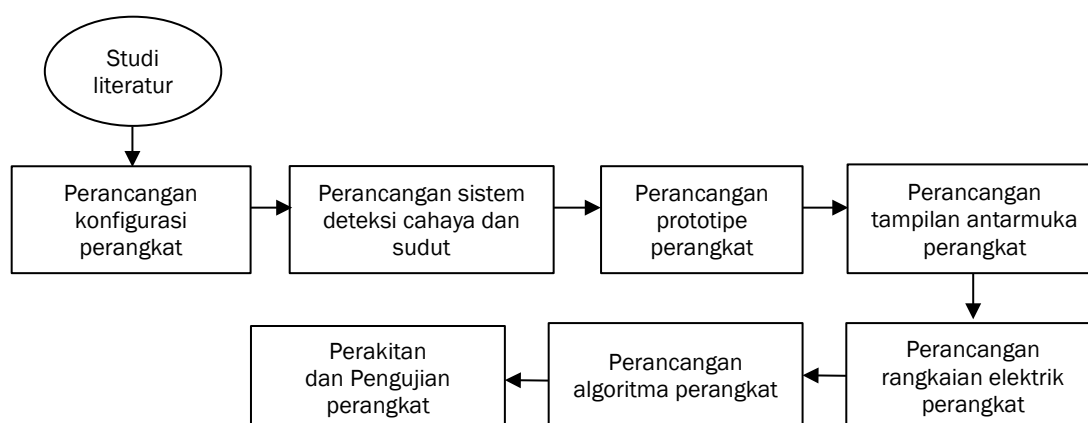 Studi
literatur
Perancangan
konfigurasi
perangkat
Perancangan sistem
deteksi cahaya dan
sudut
Perancangan
prototipe
perangkat
Perancangan
tampilan antarmuka
perangkat
Perancangan
rangkaian elektrik
perangkat
Perancangan
algoritma perangkat
Perakitan
dan Pengujian
perangkat